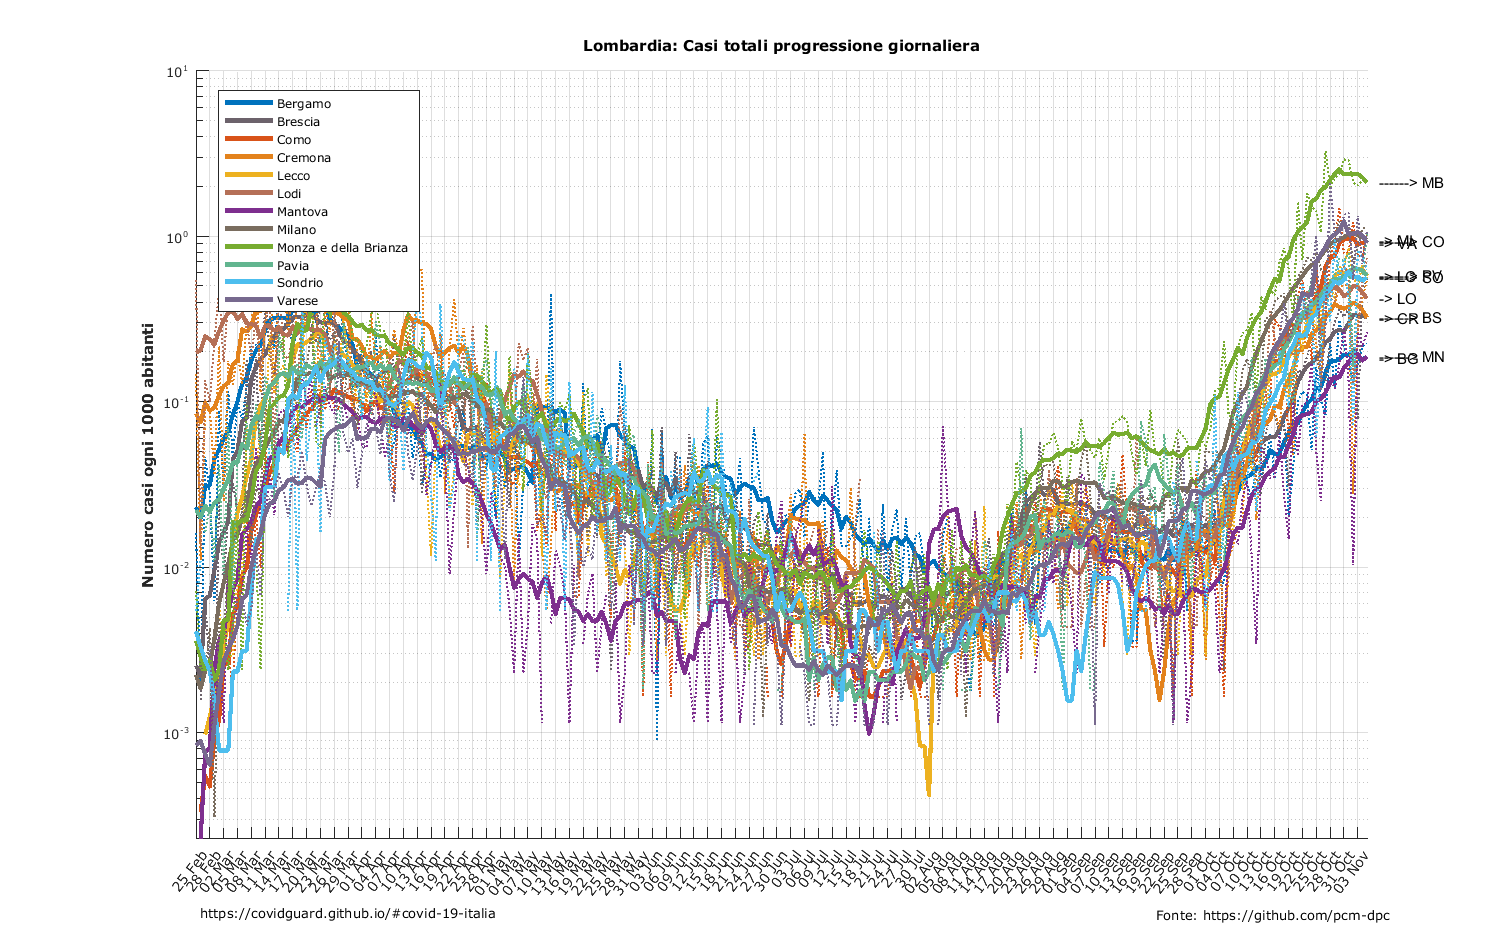 Lombardia: Casi totali progressione giornaliera
Numero casi ogni 1000 abitanti
10^1
10^0
10^-1
10^-2
10^-3
Bergamo
Brescia
Como
Cremona
Lecco
Lodi
Mantova
Milano
Monza e della Brianza
Pavia
Sondrio
Varese
------> MB
CO
-> LO
BS
CR
MN
BG
25 Feb
28 Feb
02 Mar
05 Mar
08 Mar
11 Mar
14 Mar
17 Mar
20 Mar
23 Mar
26 Mar
29 Mar
01 Apr
04 Apr
07 Apr
10 Apr
13 Apr
16 Apr
19 Apr
22 Apr
25 Apr
28 Apr
01 May
04 May
07 May
10 May
13 May
16 May
19 May
22 May
25 May
28 May
31 May
03 Jun
06 Jun
09 Jun
12 Jun
15 Jun
18 Jun
21 Jun
24 Jun
27 Jun
30 Jun
03 Jul
06 Jul
09 Jul
12 Jul
15 Jul
18 Jul
21 Jul
24 Jul
27 Jul
30 Jul
02 Aug
05 Aug
08 Aug
11 Aug
14 Aug
17 Aug
20 Aug
23 Aug
26 Aug
29 Aug
01 Sep
04 Sep
07 Sep
10 Sep
13 Sep
16 Sep
19 Sep
22 Sep
25 Sep
28 Sep
01 Oct
04 Oct
07 Oct
10 Oct
13 Oct
16 Oct
19 Oct
22 Oct
25 Oct
28 Oct
31 Oct
03 Nov
https://covidguard.github.io/#covid-19-italia
Fonte: https://github.com/pcm-dpc